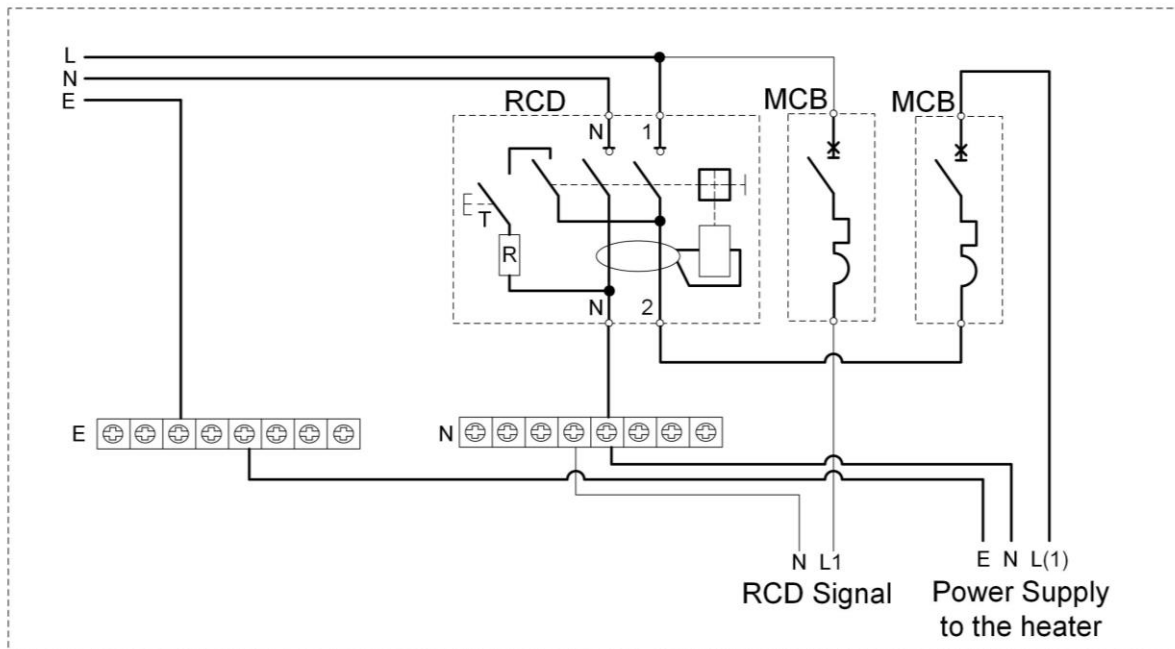 L
N
E
RCD
MCB
MCB
N
1
T
R
N
2
E
N
N L1
RCD Signal
E N L(1)
Power Supply
to the heater